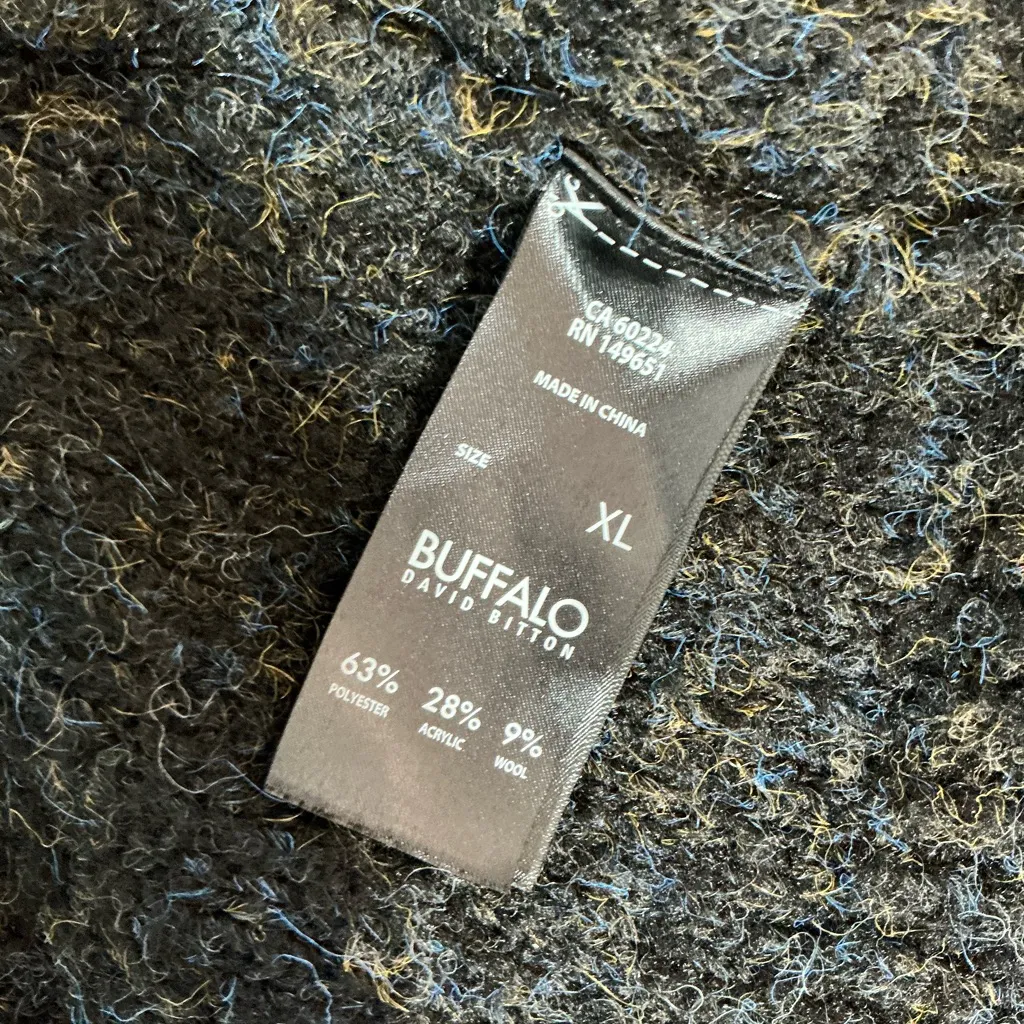 CA 60224
RN 149651
MADE IN CHINA
SIZE
XL
BUFFALO
DAVID BITTON
63% 28% 9%
POLYESTER ACRYLIC WOOL